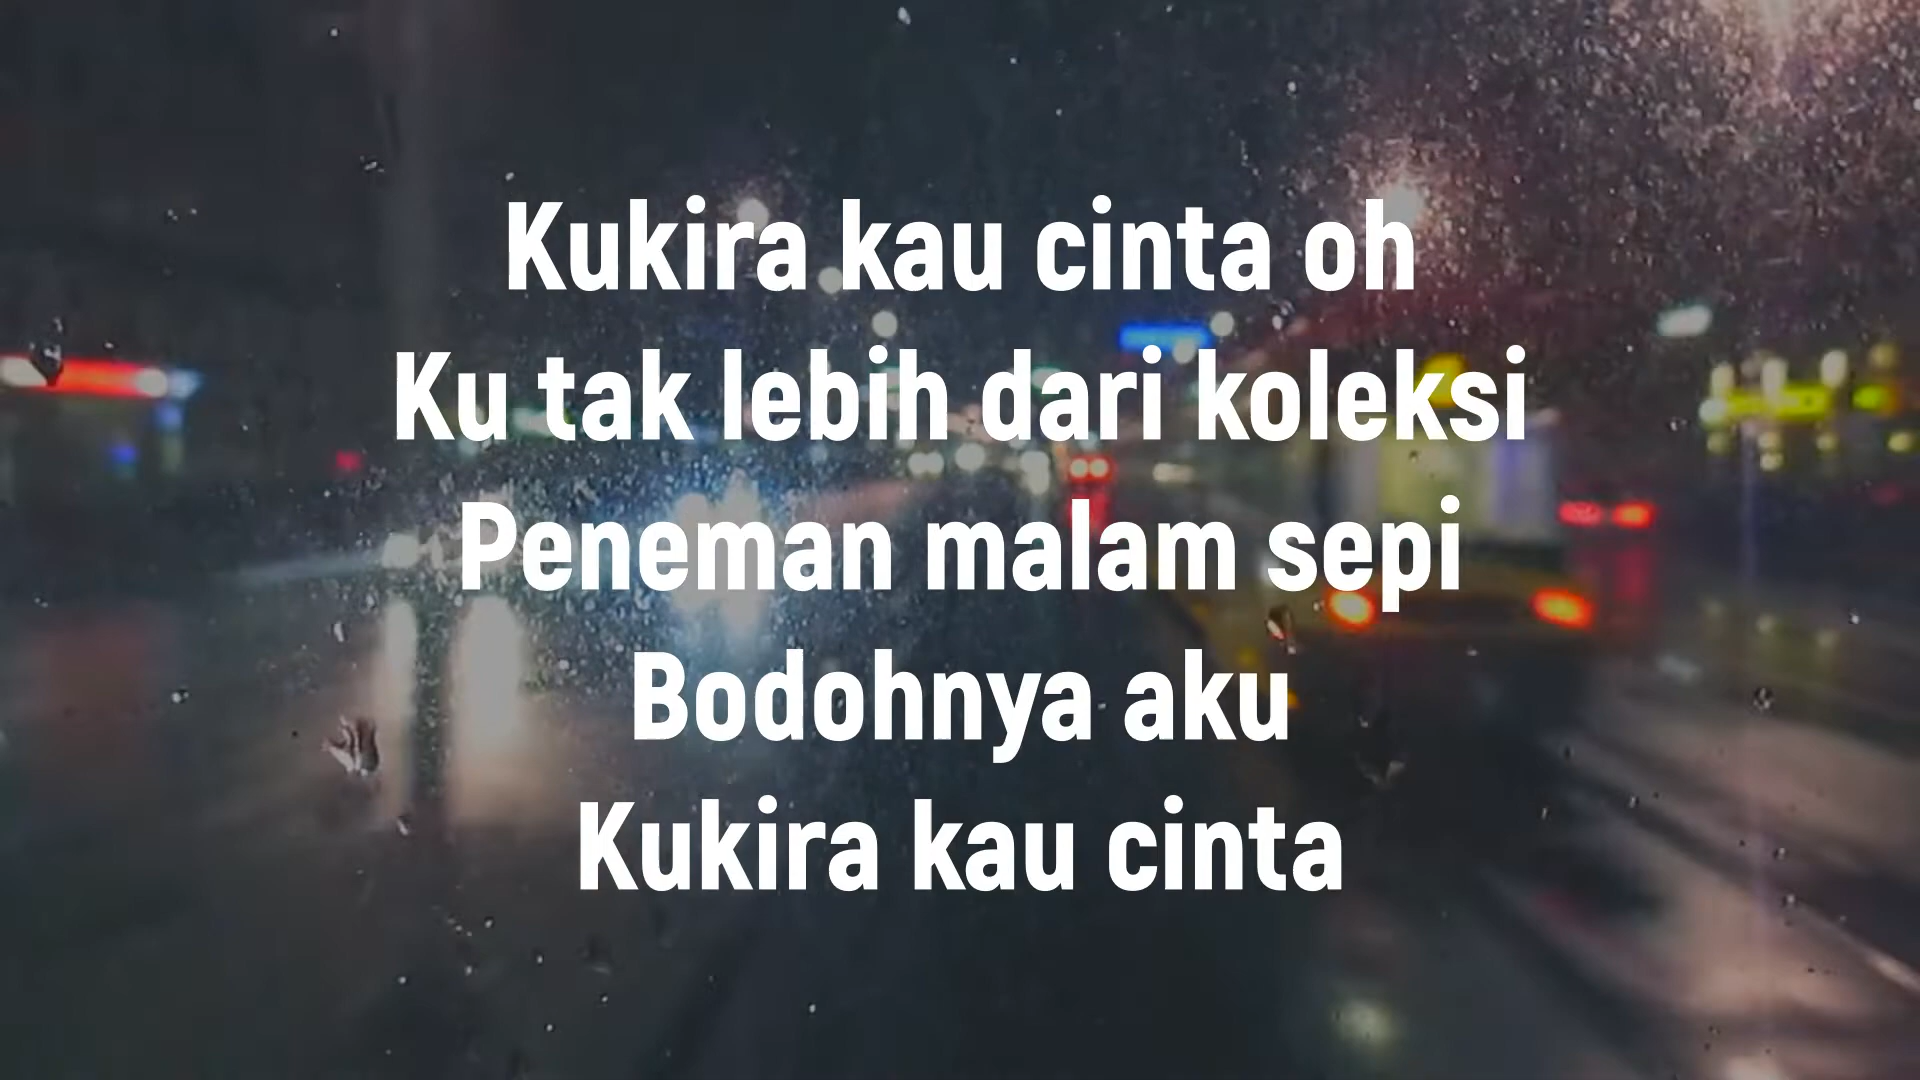 Kukira kau cinta oh
Ku tak lebih dari koleksi
Peneman malam sepi
Bodohnya aku
Kukira kau cinta